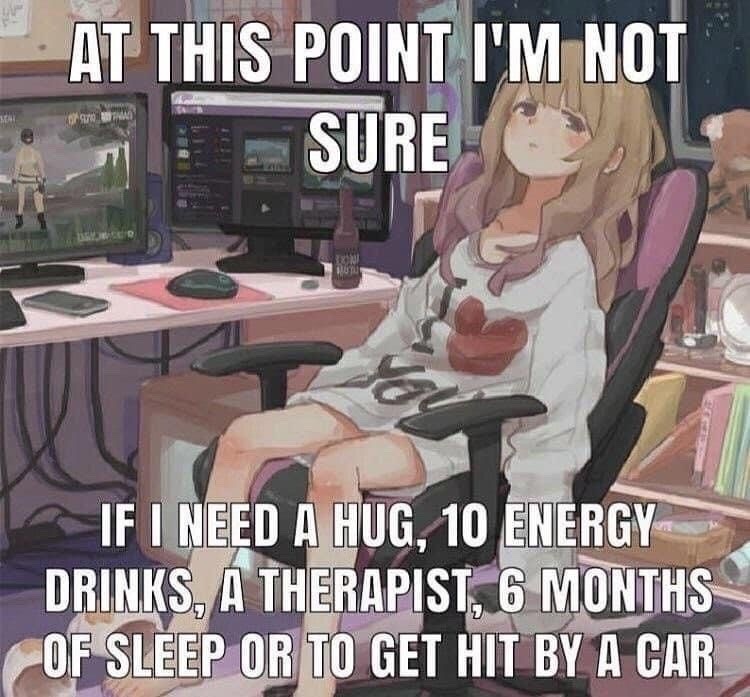 AT THIS POINT I'M NOT
SURE
I
YOU
IF I NEED A HUG, 10 ENERGY
DRINKS, A THERAPIST, 6 MONTHS
OF SLEEP OR TO GET HIT BY A CAR